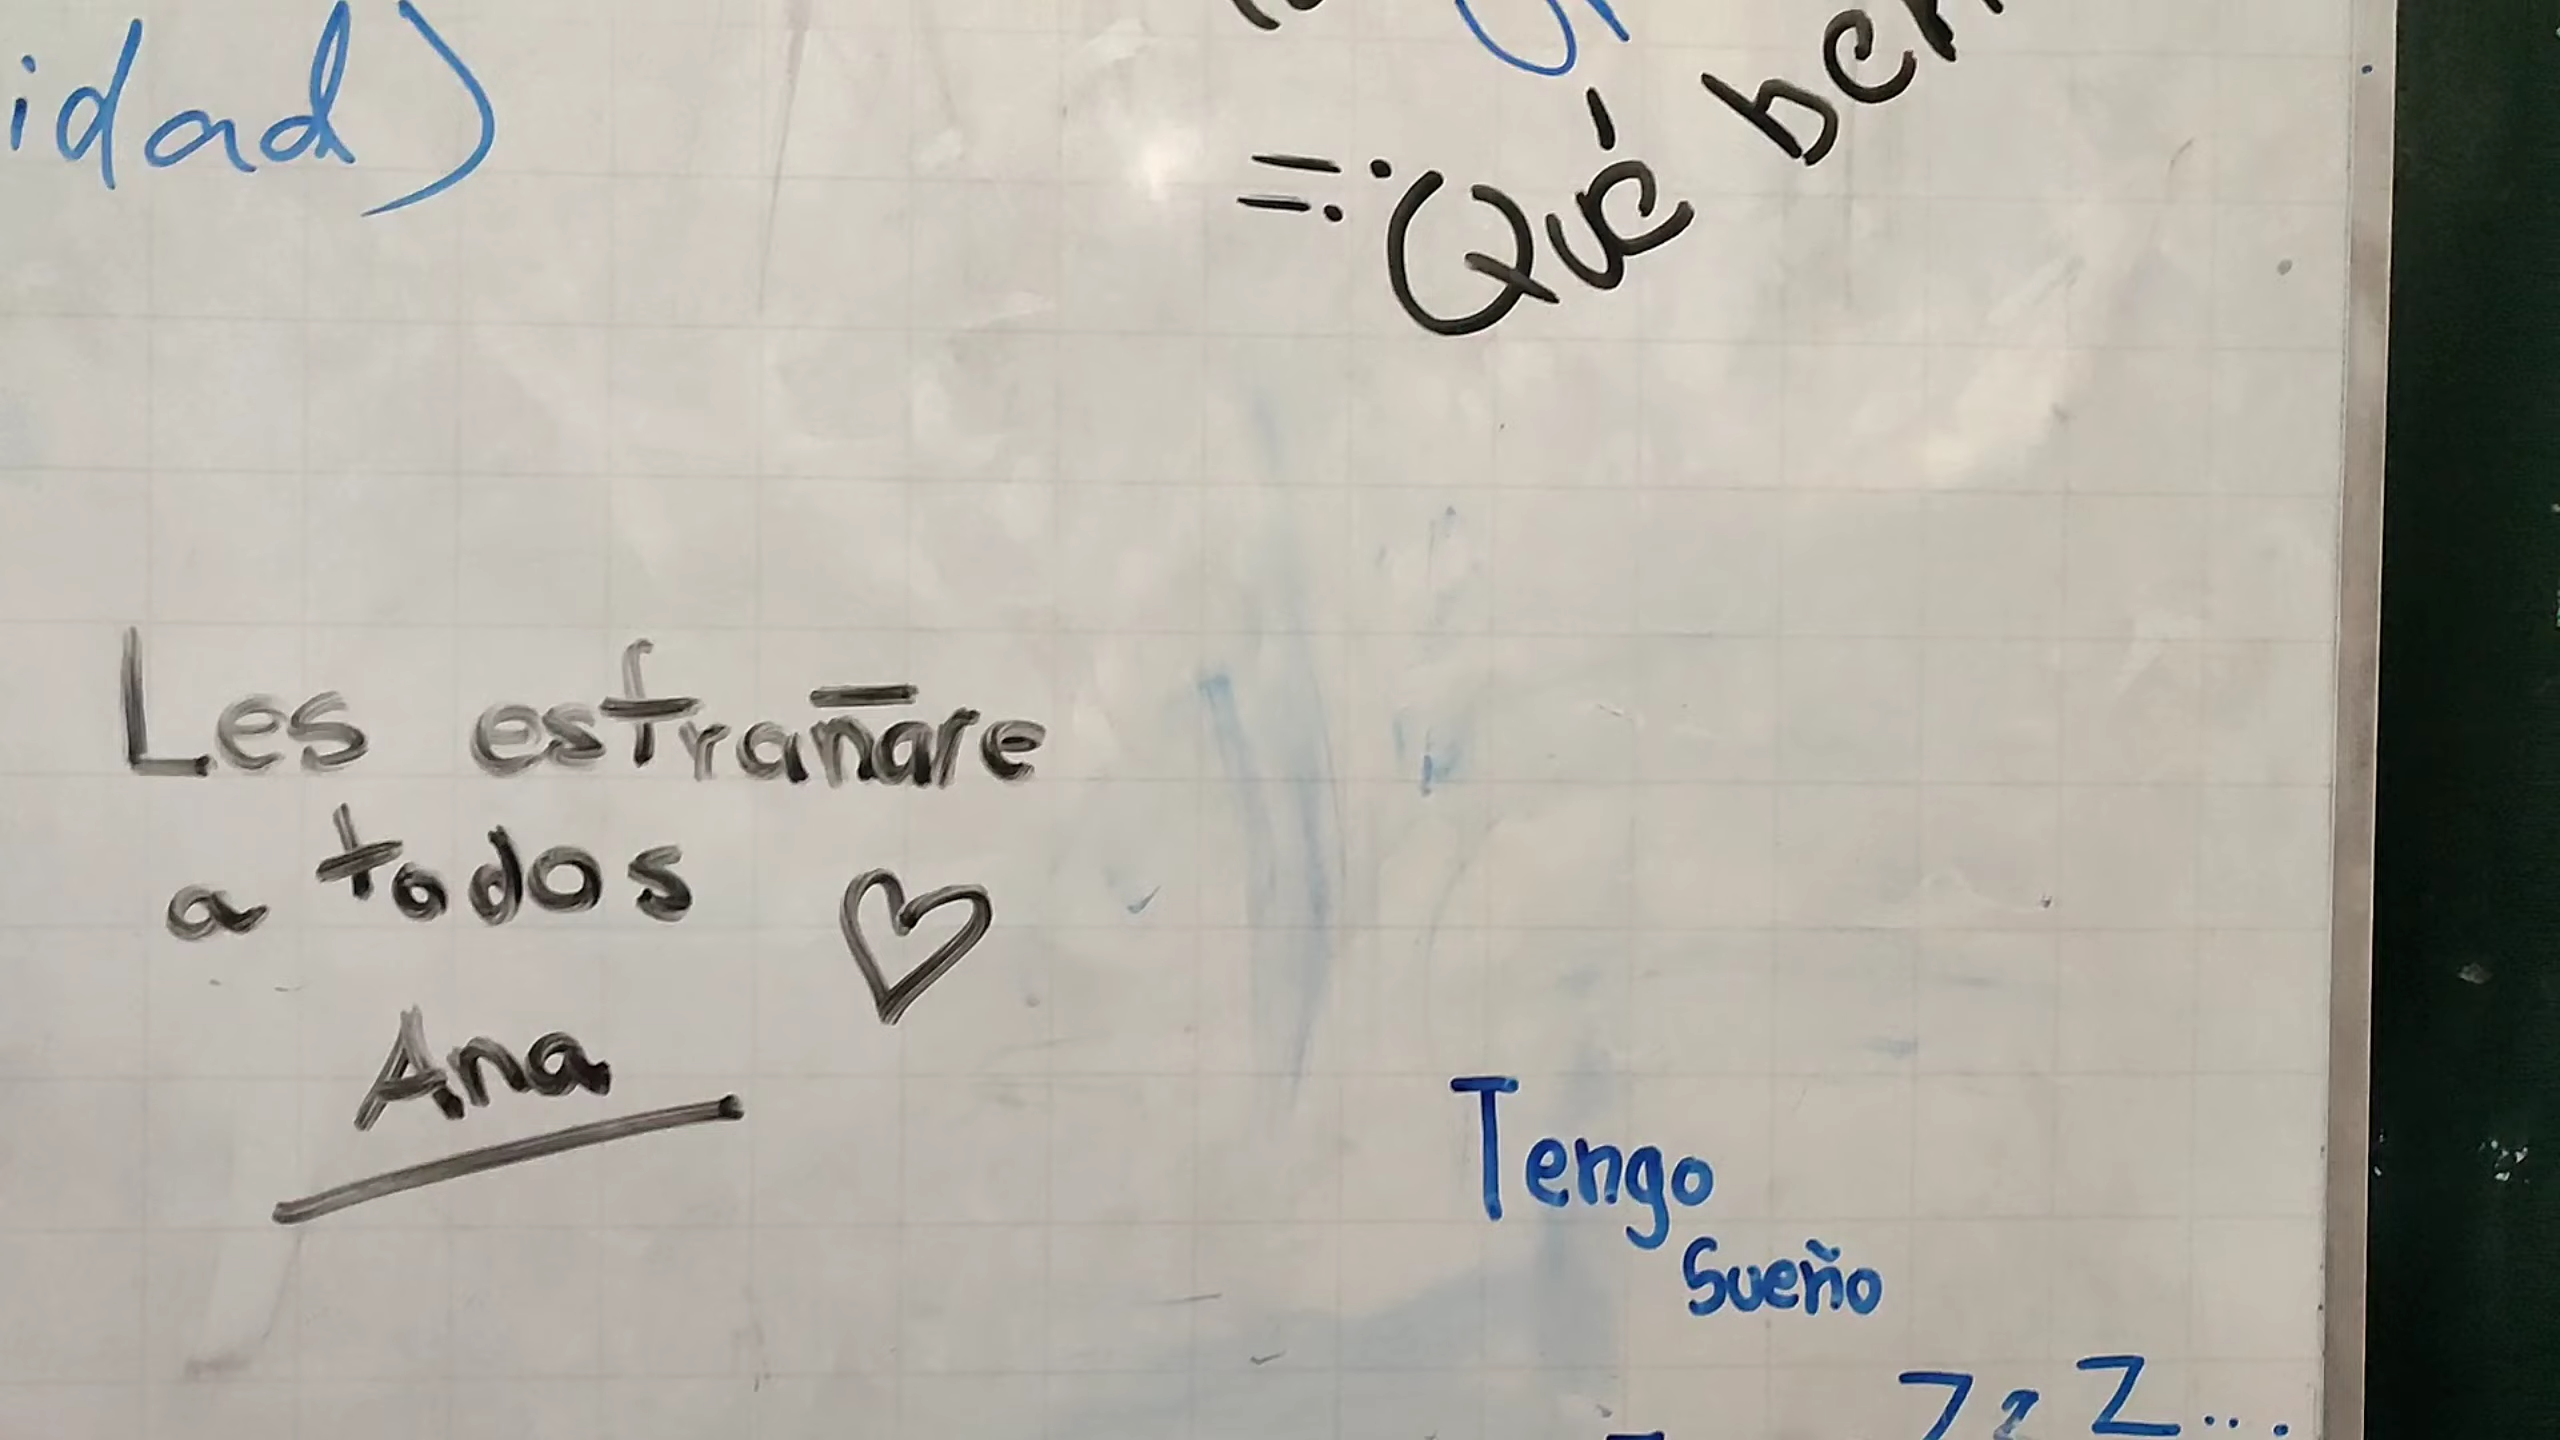 idad)
Qué
Les estrañare
a todos
Ana
Tengo
Sueño
zzz...